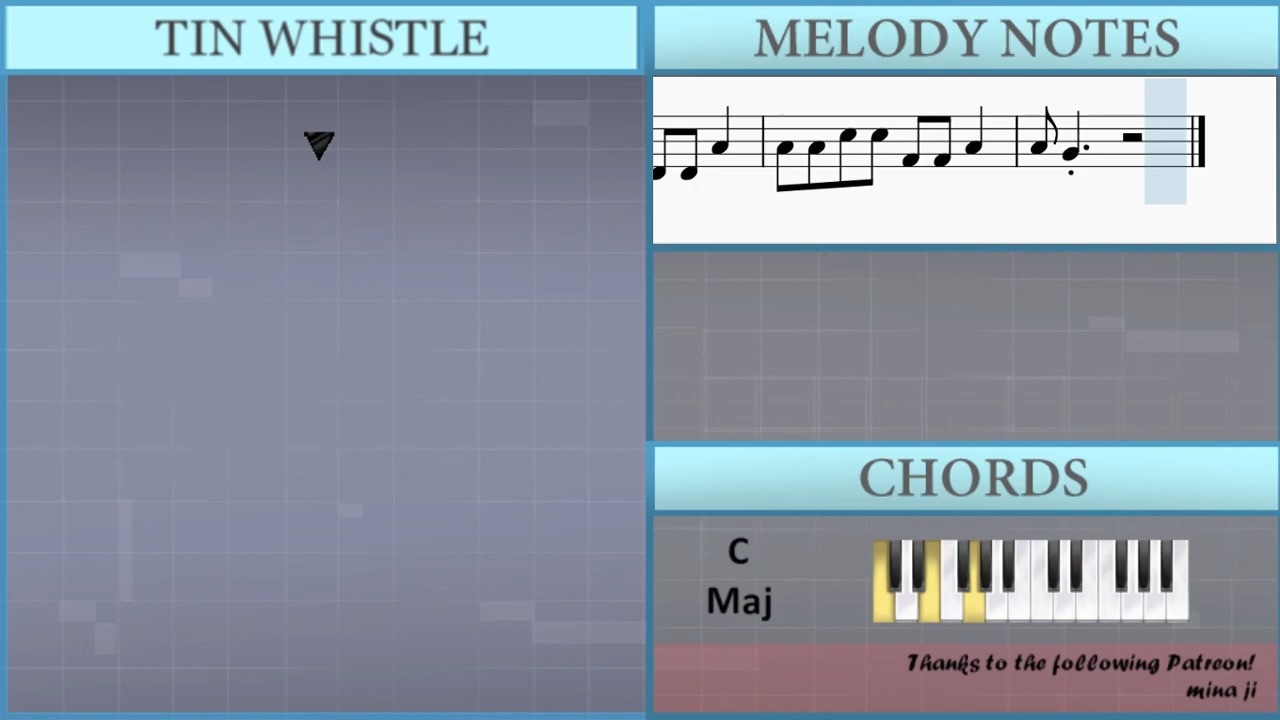 TIN WHISTLE
MELODY NOTES
CHORDS
C
Maj
Thanks to the following Patreon!
mina ji